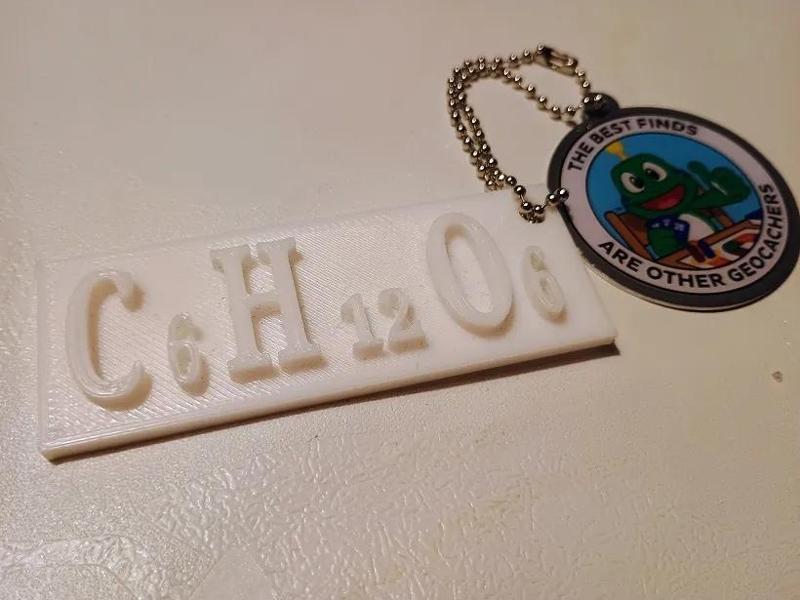 C6H12O6
THE BEST FINDS
ARE OTHER GEOCACHERS